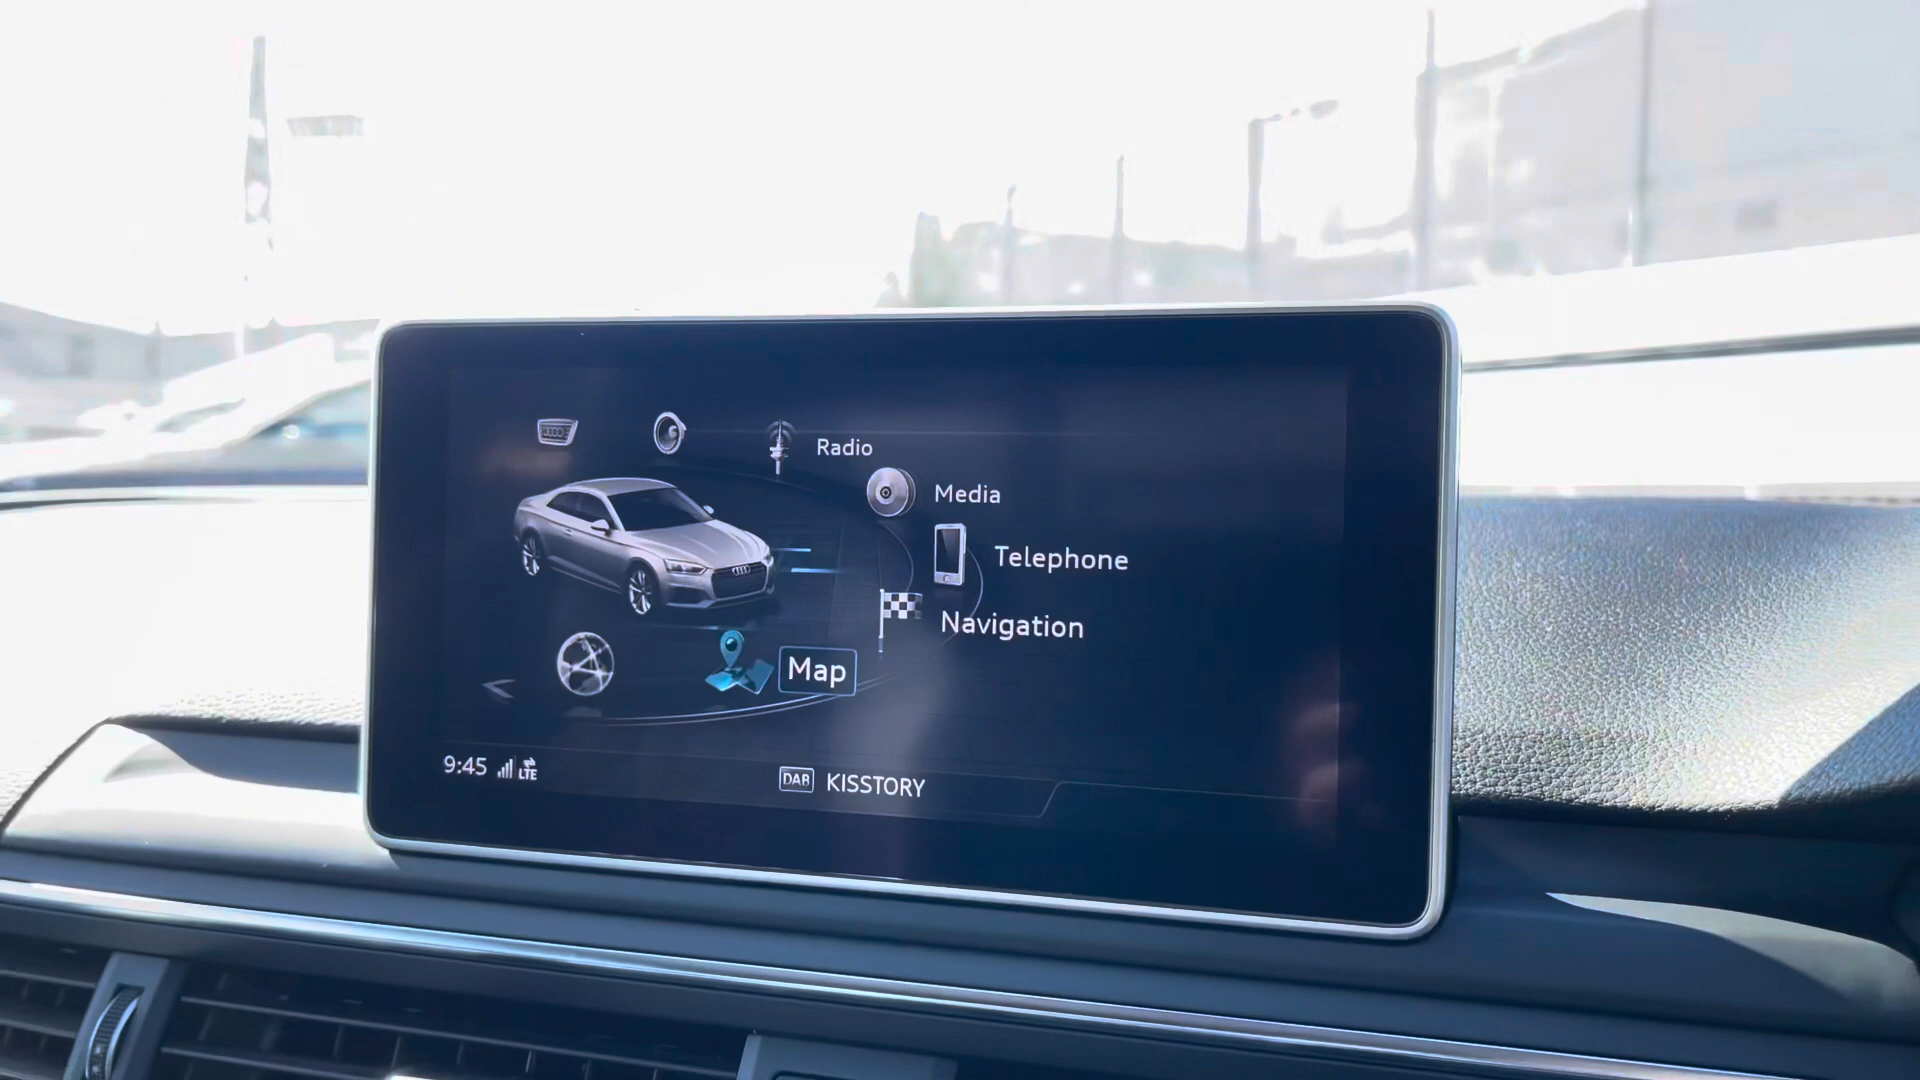 Radio
Media
Telephone
Navigation
Map
9:45 LTE
DAB KISSTORY